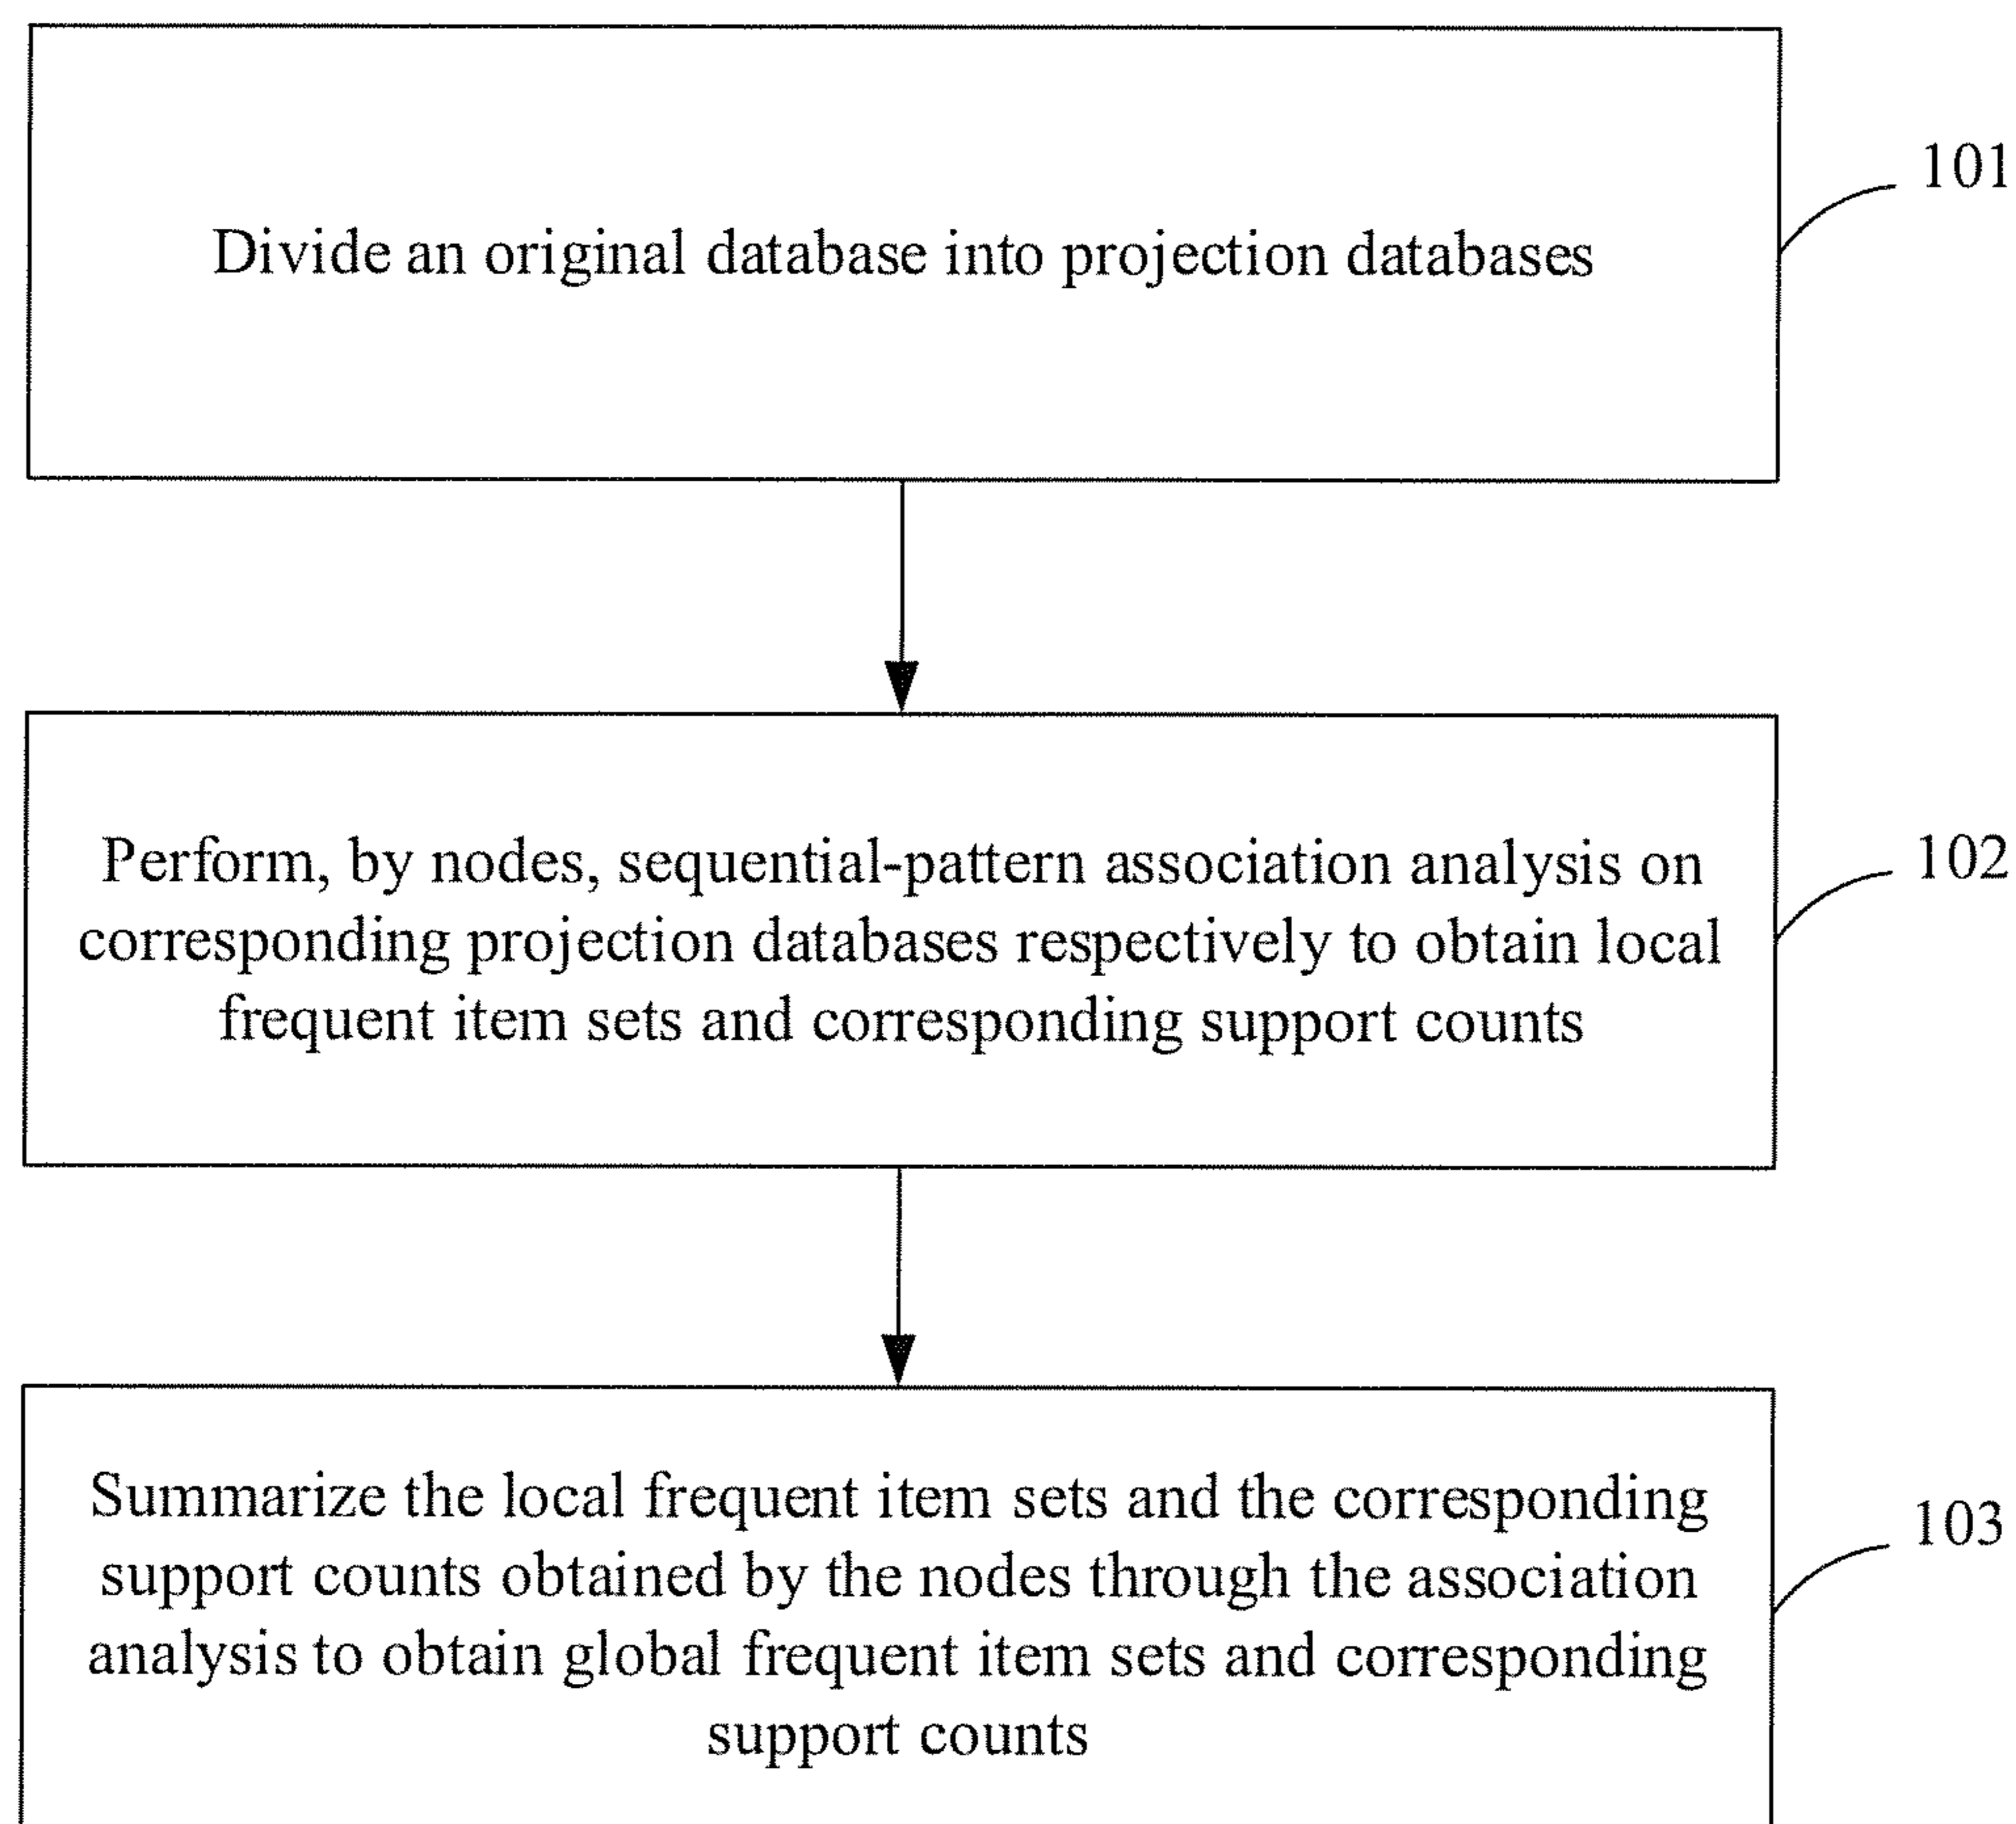 101
Divide an original database into projection databases
102
Perform, by nodes, sequential-pattern association analysis on
corresponding projection databases respectively to obtain local
frequent item sets and corresponding support counts
103
Summarize the local frequent item sets and the corresponding
support counts obtained by the nodes through the association
analysis to obtain global frequent item sets and corresponding
support counts